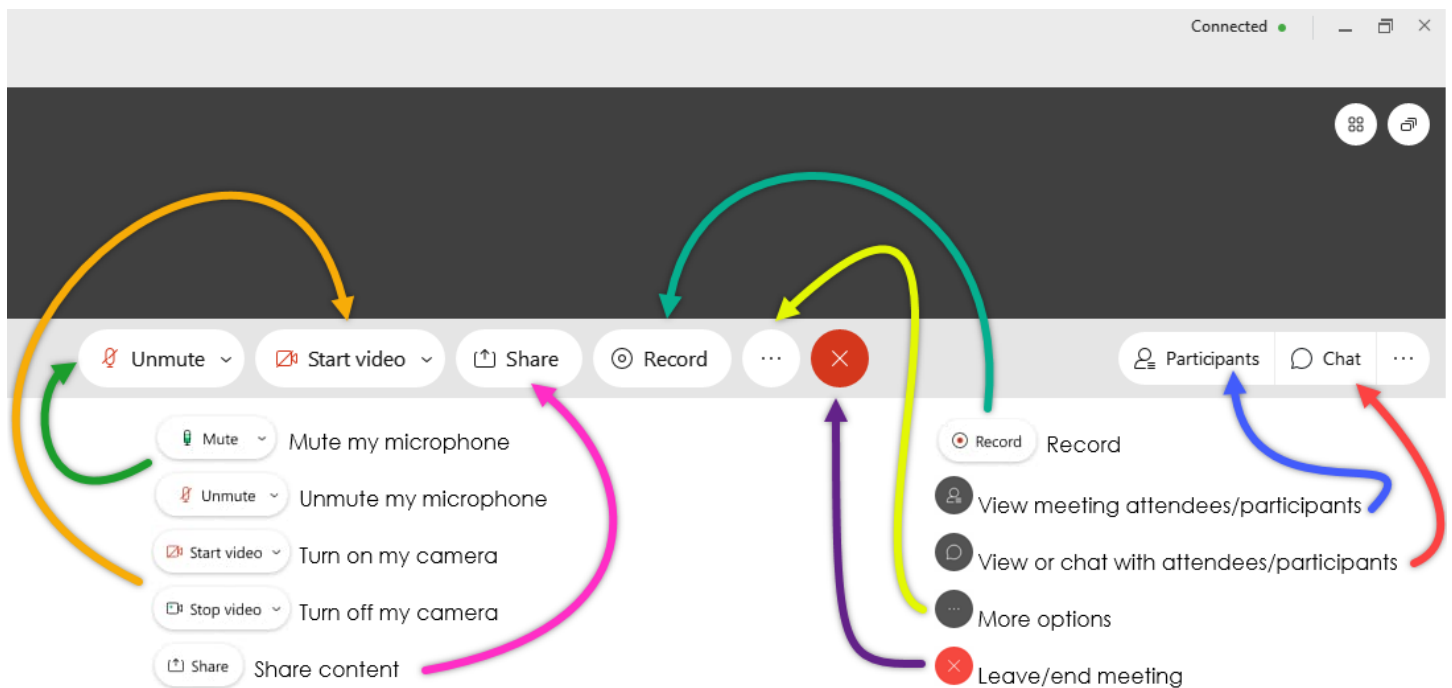 Connected
Unmute
Start video
Share
Record
Participants
Chat
Mute Mute my microphone
Unmute Unmute my microphone
Start video Turn on my camera
Stop video Turn off my camera
Share Share content
Record Record
View meeting attendees/participants
View or chat with attendees/participants
More options
Leave/end meeting